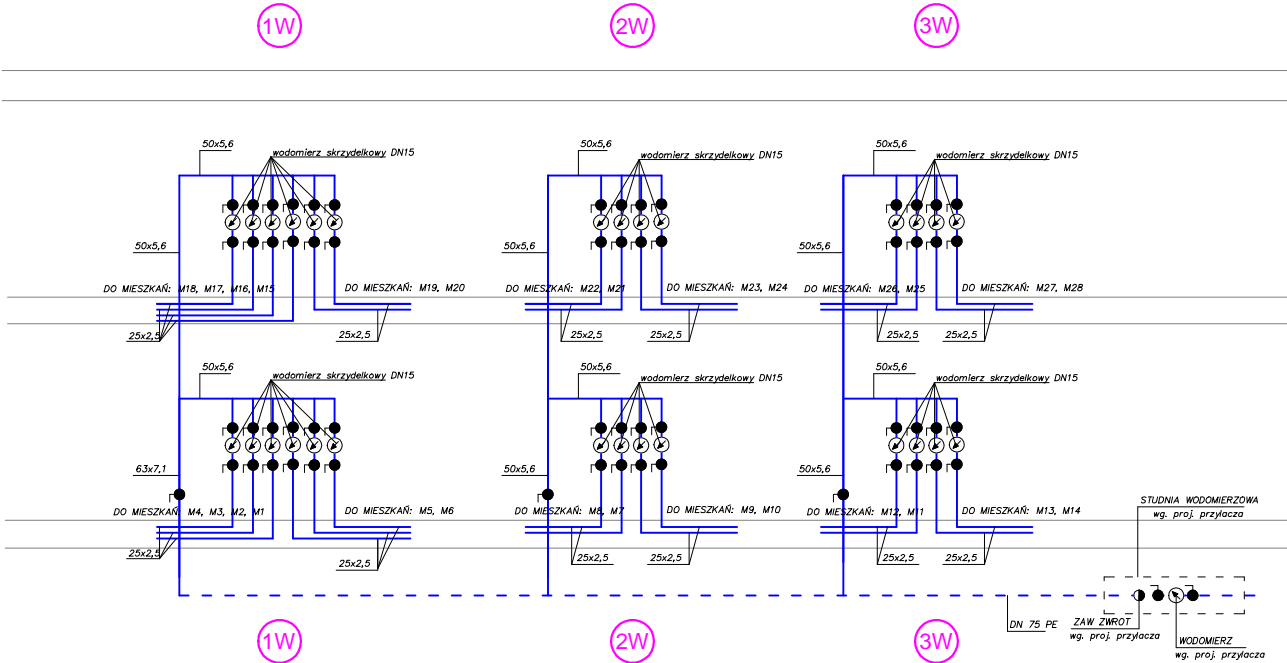 1W
2W
3W
50x5,6
wodomierz skrzydełkowy DN15
50x5,6
wodomierz skrzydełkowy DN15
50x5,6
wodomierz skrzydełkowy DN15
50x5,6
50x5,6
50x5,6
DO MIESZKAŃ: M18, M17, M16, M15
DO MIESZKAŃ: M19, M20
DO MIESZKAŃ: M22, M21
DO MIESZKAŃ: M23, M24
DO MIESZKAŃ: M26, M25
DO MIESZKAŃ: M27, M28
25x2,5
25x2,5
25x2,5
25x2,5
25x2,5
25x2,5
50x5,6
wodomierz skrzydełkowy DN15
50x5,6
wodomierz skrzydełkowy DN15
50x5,6
wodomierz skrzydełkowy DN15
63x7,1
50x5,6
50x5,6
DO MIESZKAŃ: M4, M3, M2, M1
DO MIESZKAŃ: M5, M6
DO MIESZKAŃ: M8, M7
DO MIESZKAŃ: M9, M10
DO MIESZKAŃ: M12, M11
DO MIESZKAŃ: M13, M14
STUDNIA WODOMIERZOWA
wg. proj. przyłacza
25x2,5
25x2,5
25x2,5
25x2,5
25x2,5
25x2,5
DN 75 PE
ZAW ZWROT
wg. proj. przyłacza
WODOMIERZ
wg. proj. przyłacza
1W
2W
3W